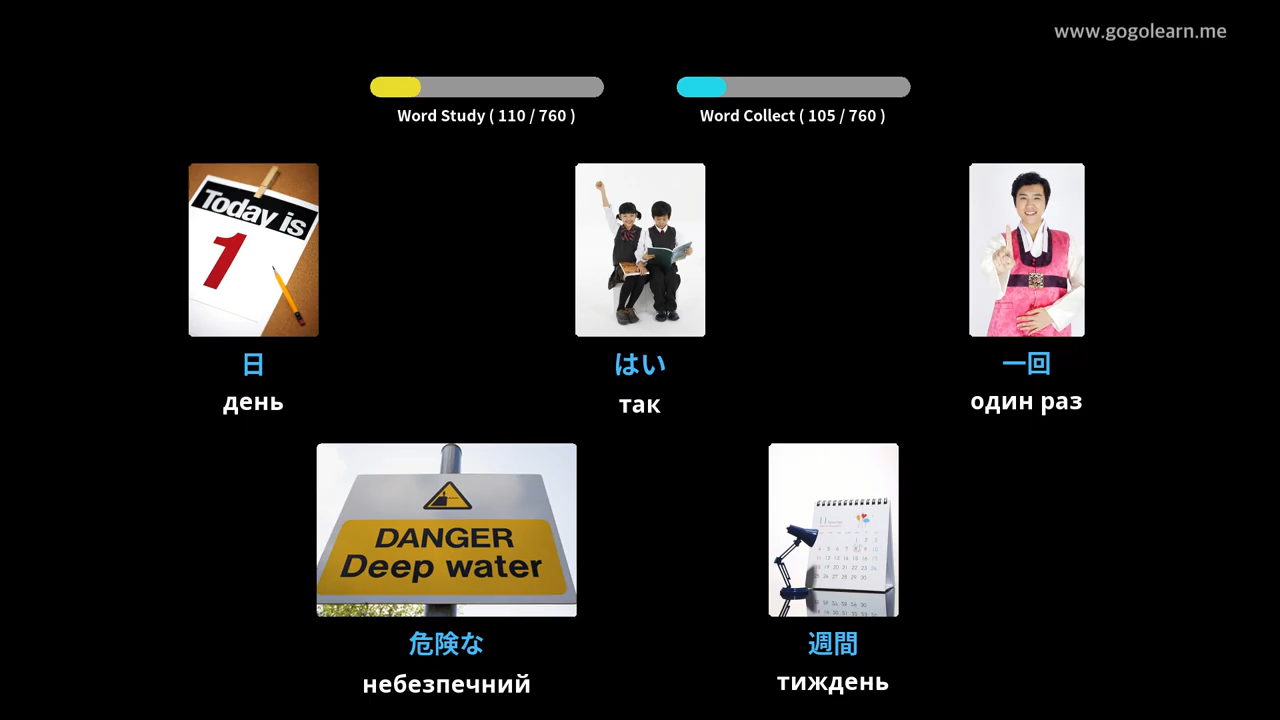 www.gogolearn.me
Word Study ( 110 / 760 )
Word Collect ( 105 / 760 )
Today is
1
日
день
はい
так
一回
один раз
DANGER
Deep water
危険な
небезпечний
週間
тиждень